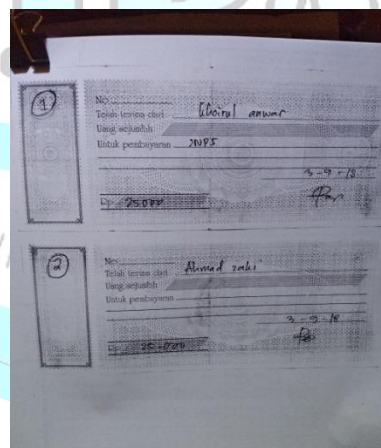 1
No.
Telah terima dari Khoirul anwar
Uang sejumlah
Untuk pembayaran
3-9-18
Rp. 25.000
2
No.
Telah terima dari Ahmad zaki
Uang sejumlah
Untuk pembayaran
3-9-18
Rp. 25.000